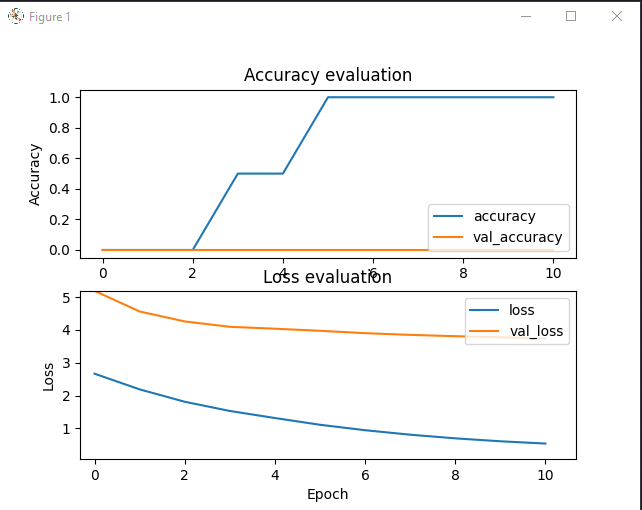 Figure 1
Accuracy evaluation
Accuracy
1.0
0.8
0.6
0.4
0.2
0.0
accuracy
val_accuracy
0 2 4 6 8 10
Loss evaluation
Loss
5
4
3
2
1
loss
val_loss
0 2 4 6 8 10
Epoch